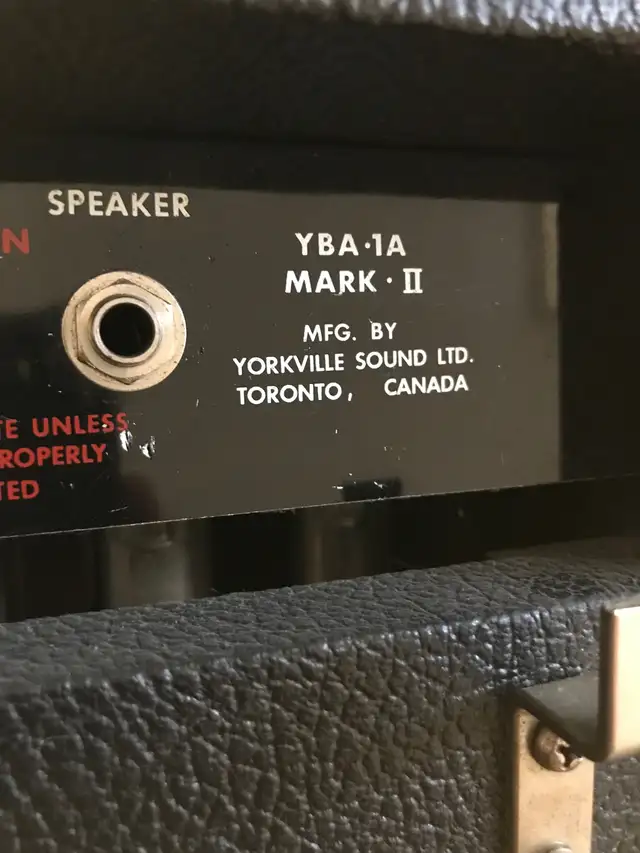 SPEAKER
N
YBA·1A
MARK·II
MFG. BY
YORKVILLE SOUND LTD.
TORONTO, CANADA
TE UNLESS
ROPERLY
TED